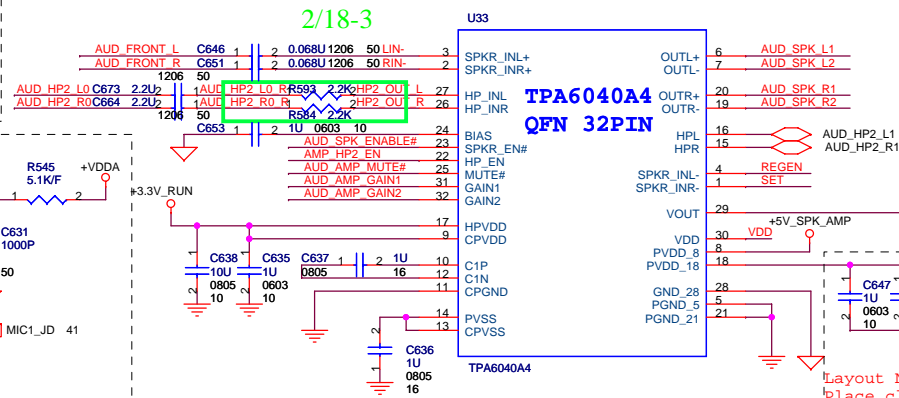 2/18-3
U33
AUD_FRONT_L C646 1 2 0.068U 1206 50 LIN- 3 SPKR_INL+ OUTL+ 6 AUD_SPK_L1
AUD_FRONT_R C651 1 2 0.068U 1206 50 RIN- 2 SPKR_INR+ OUTL- 7 AUD_SPK_L2
1206 50
AUD_HP2_L0 C673 2.2U AUD_HP2_L0_R R593 2.2K HP2_OUT_L 27 HP_INL OUTR+ 20 AUD_SPK_R1
AUD_HP2_R0 C664 2.2U AUD_HP2_R0_R HP2_OUT_R 26 HP_INR OUTR- 19 AUD_SPK_R2
1206 50 R584 2.2K
TPA6040A4
QFN 32PIN
C653 1 2 1U 0603 10 24 BIAS HPL 16 AUD_HP2_L1
AUD_SPK_ENABLE# 23 SPKR_EN# HPR 15 AUD_HP2_R1
AMP_HP2_EN 22 HP_EN
AUD_AMP_MUTE# 25 MUTE# SPKR_INL- 4 REGEN
AUD_AMP_GAIN1 31 GAIN1 SPKR_INR- 1 SET
AUD_AMP_GAIN2 32 GAIN2
R545 +VDDA
5.1K/F
1 2
+3.3V_RUN
VOUT 29
+5V_SPK_AMP
17 HPVDD
9 CPVDD VDD 30 VDD
PVDD_8 8
PVDD_18 18
C631
1000P
50
C638
10U
0805
10
C635
1U
0603
10
C637 1 2 1U 10 C1P
0805 16 12 C1N
11 CPGND
GND_28 28
PGND_5 5
PGND_21 21
C647
1U
0603
10
MIC1_JD 41
14 PVSS
13 CPVSS
C636
1U
0805
16
TPA6040A4
Layout